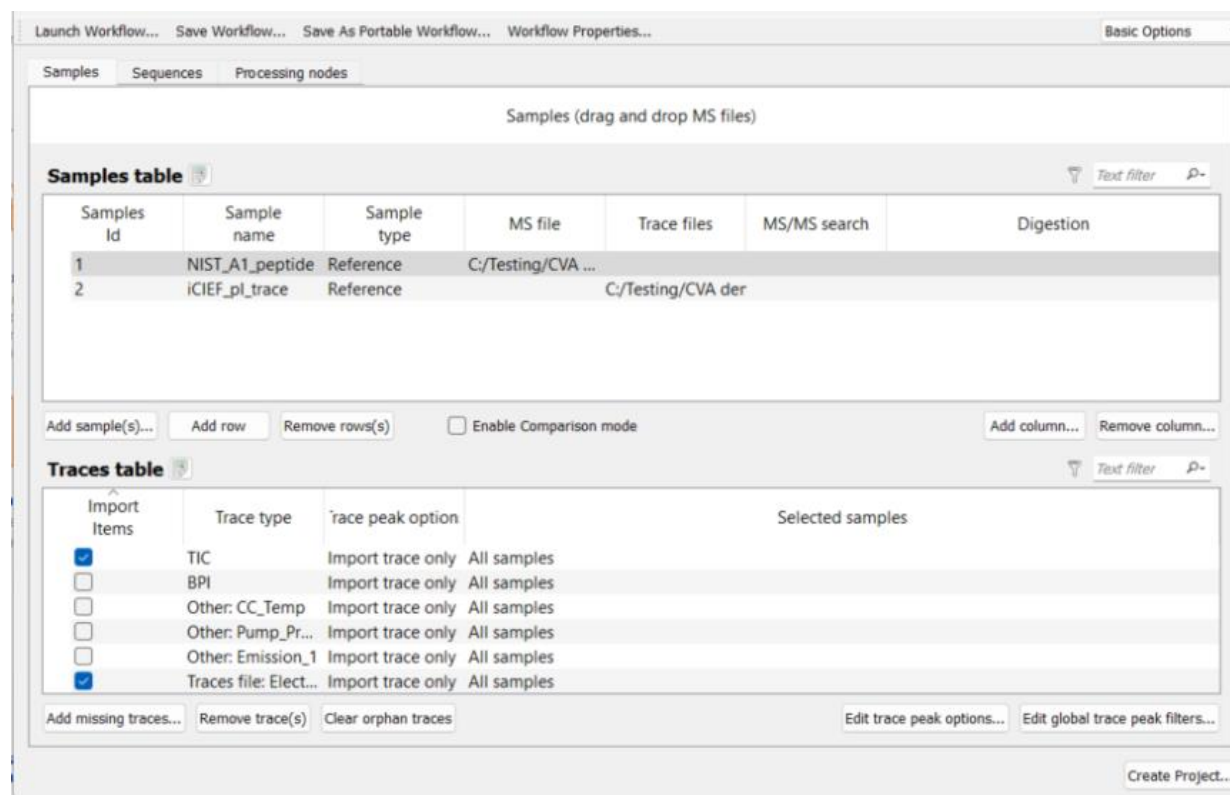 Launch Workflow... Save Workflow... Save As Portable Workflow... Workflow Properties... Basic Options
Samples Sequences Processing nodes
Samples (drag and drop MS files)
Samples table Text filter
Samples Id Sample name Sample type MS file Trace files MS/MS search Digestion
1 NIST_A1_peptide Reference C:/Testing/CVA ...
2 iCIEF_pl_trace Reference C:/Testing/CVA der
Add sample(s)... Add row Remove rows(s) Enable Comparison mode Add column... Remove column...
Traces table Text filter
Import Items Trace type Trace peak option Selected samples
TIC Import trace only All samples
BPI Import trace only All samples
Other: CC_Temp Import trace only All samples
Other: Pump_Pr... Import trace only All samples
Other: Emission_1 Import trace only All samples
Traces file: Elect... Import trace only All samples
Add missing traces... Remove trace(s) Clear orphan traces Edit trace peak options... Edit global trace peak filters...
Create Project...